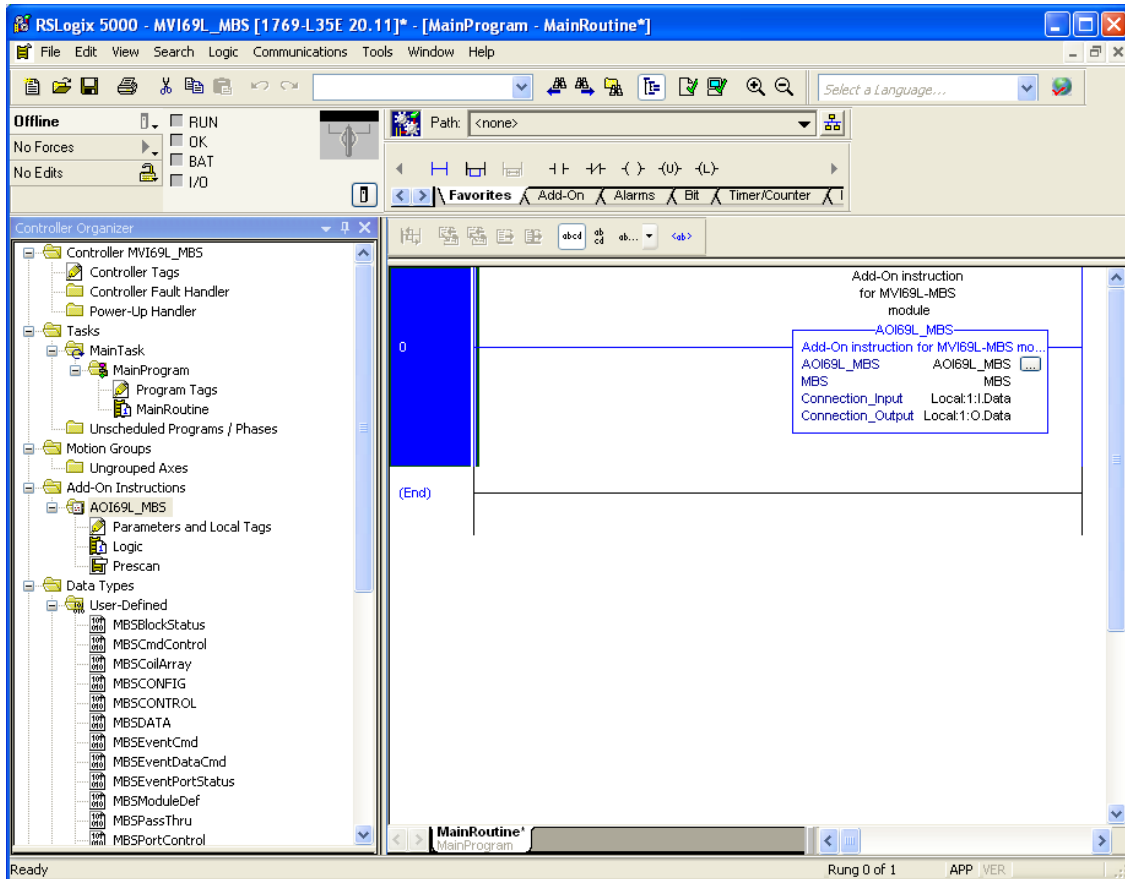 RSLogix 5000 - MVI69L_MBS [1769-L35E 20.11]* - [MainProgram - MainRoutine*]
File Edit View Search Logic Communications Tools Window Help
Select a Language...
Offline
RUN
No Forces
OK
No Edits
BAT
I/O
Path: <none>
Favorites Add-On Alarms Bit Timer/Counter
Controller Organizer
Controller MVI69L_MBS
Controller Tags
Controller Fault Handler
Power-Up Handler
Tasks
MainTask
MainProgram
Program Tags
MainRoutine
Unscheduled Programs / Phases
Motion Groups
Ungrouped Axes
Add-On Instructions
AOI69L_MBS
Parameters and Local Tags
Logic
Prescan
Data Types
User-Defined
MBSBlockStatus
MBSCmdControl
MBSCoilArray
MBSCONFIG
MBSCONTROL
MBSDATA
MBSEventCmd
MBSEventDataCmd
MBSEventPortStatus
MBSModuleDef
MBSPassThru
MBSPortControl
abcd ab cd ab... <ab>
0
Add-On instruction
for MVI69L-MBS
module
AOI69L_MBS
Add-On instruction for MVI69L-MBS mo...
AOI69L_MBS AOI69L_MBS ...
MBS MBS
Connection_Input Local:1:I.Data
Connection_Output Local:1:O.Data
(End)
MainRoutine*
MainProgram
Ready
Rung 0 of 1 APP VER